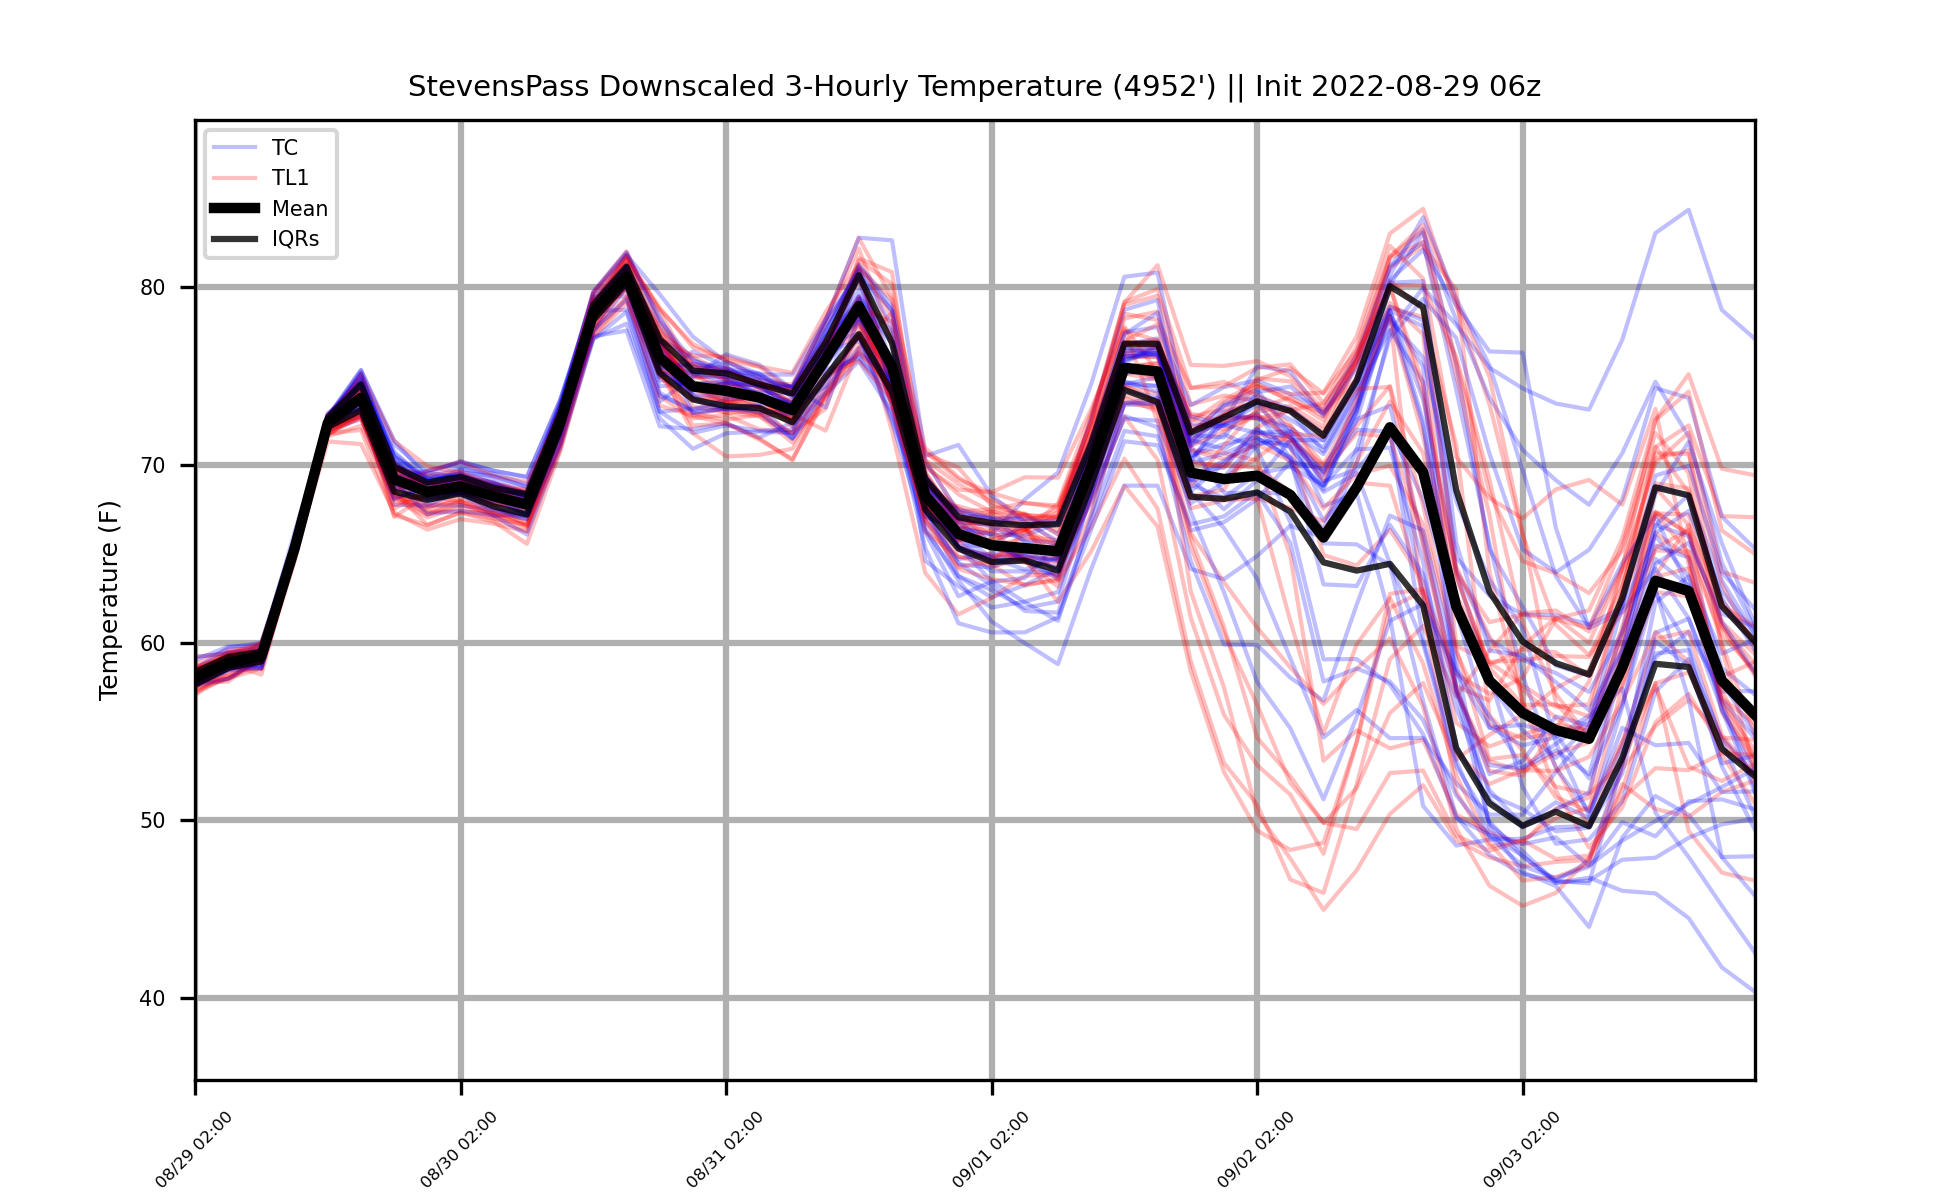 StevensPass Downscaled 3-Hourly Temperature (4952') || Init 2022-08-29 06z
TC
TL1
Mean
IQRs
Temperature (F)
80
70
60
50
40
08/29 02:00
08/30 02:00
08/31 02:00
09/01 02:00
09/02 02:00
09/03 02:00